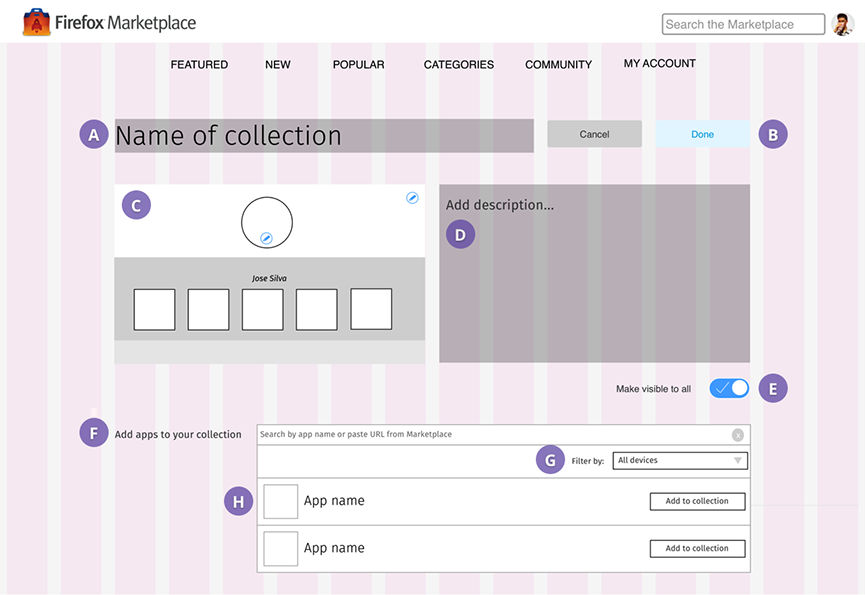 Firefox Marketplace
Search the Marketplace
FEATURED NEW POPULAR CATEGORIES COMMUNITY MY ACCOUNT
A Name of collection Cancel Done B
C
Add description...
D
Jose Silva
Make visible to all E
F Add apps to your collection Search by app name or paste URL from Marketplace x
G Filter by: All devices
H App name Add to collection
App name Add to collection